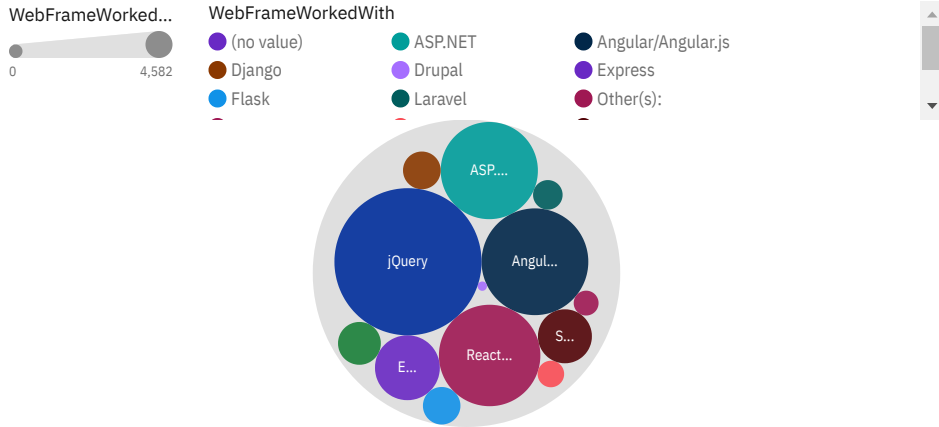 WebFrameWorked...
0 4,582
WebFrameWorkedWith
(no value) ASP.NET Angular/Angular.js
Django Drupal Express
Flask Laravel Other(s):
ASP....
jQuery
Angul...
S...
React...
E...